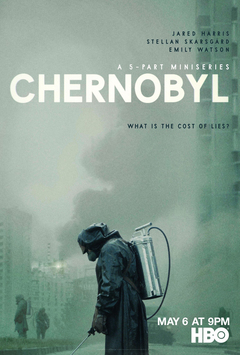 JARED HARRIS
STELLAN SKARSGARD
EMILY WATSON
A 5-PART MINISERIES
CHERNOBYL
WHAT IS THE COST OF LIES?
MAY 6 AT 9PM
HBO